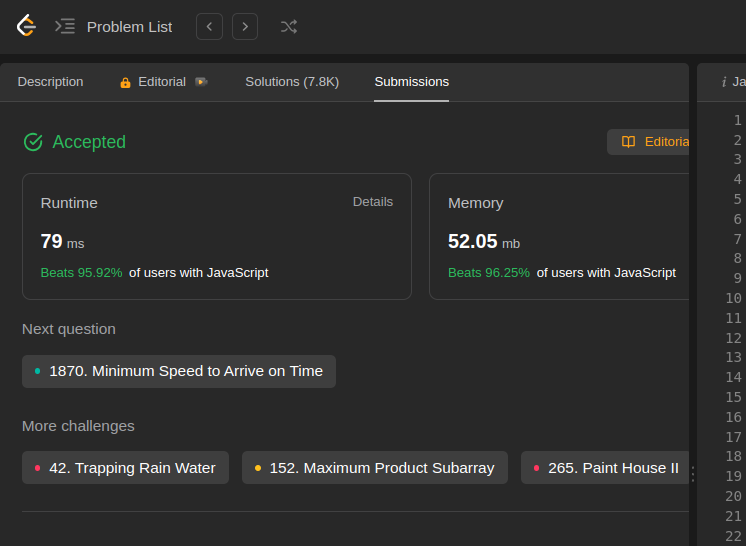 Problem List
Description Editorial Solutions (7.8K) Submissions
i Ja
Accepted
Editoria
Runtime Details
79 ms
Beats 95.92% of users with JavaScript
Memory
52.05 mb
Beats 96.25% of users with JavaScript
Next question
1870. Minimum Speed to Arrive on Time
More challenges
42. Trapping Rain Water 152. Maximum Product Subarray 265. Paint House II
1
2
3
4
5
6
7
8
9
10
11
12
13
14
15
16
17
18
19
20
21
22